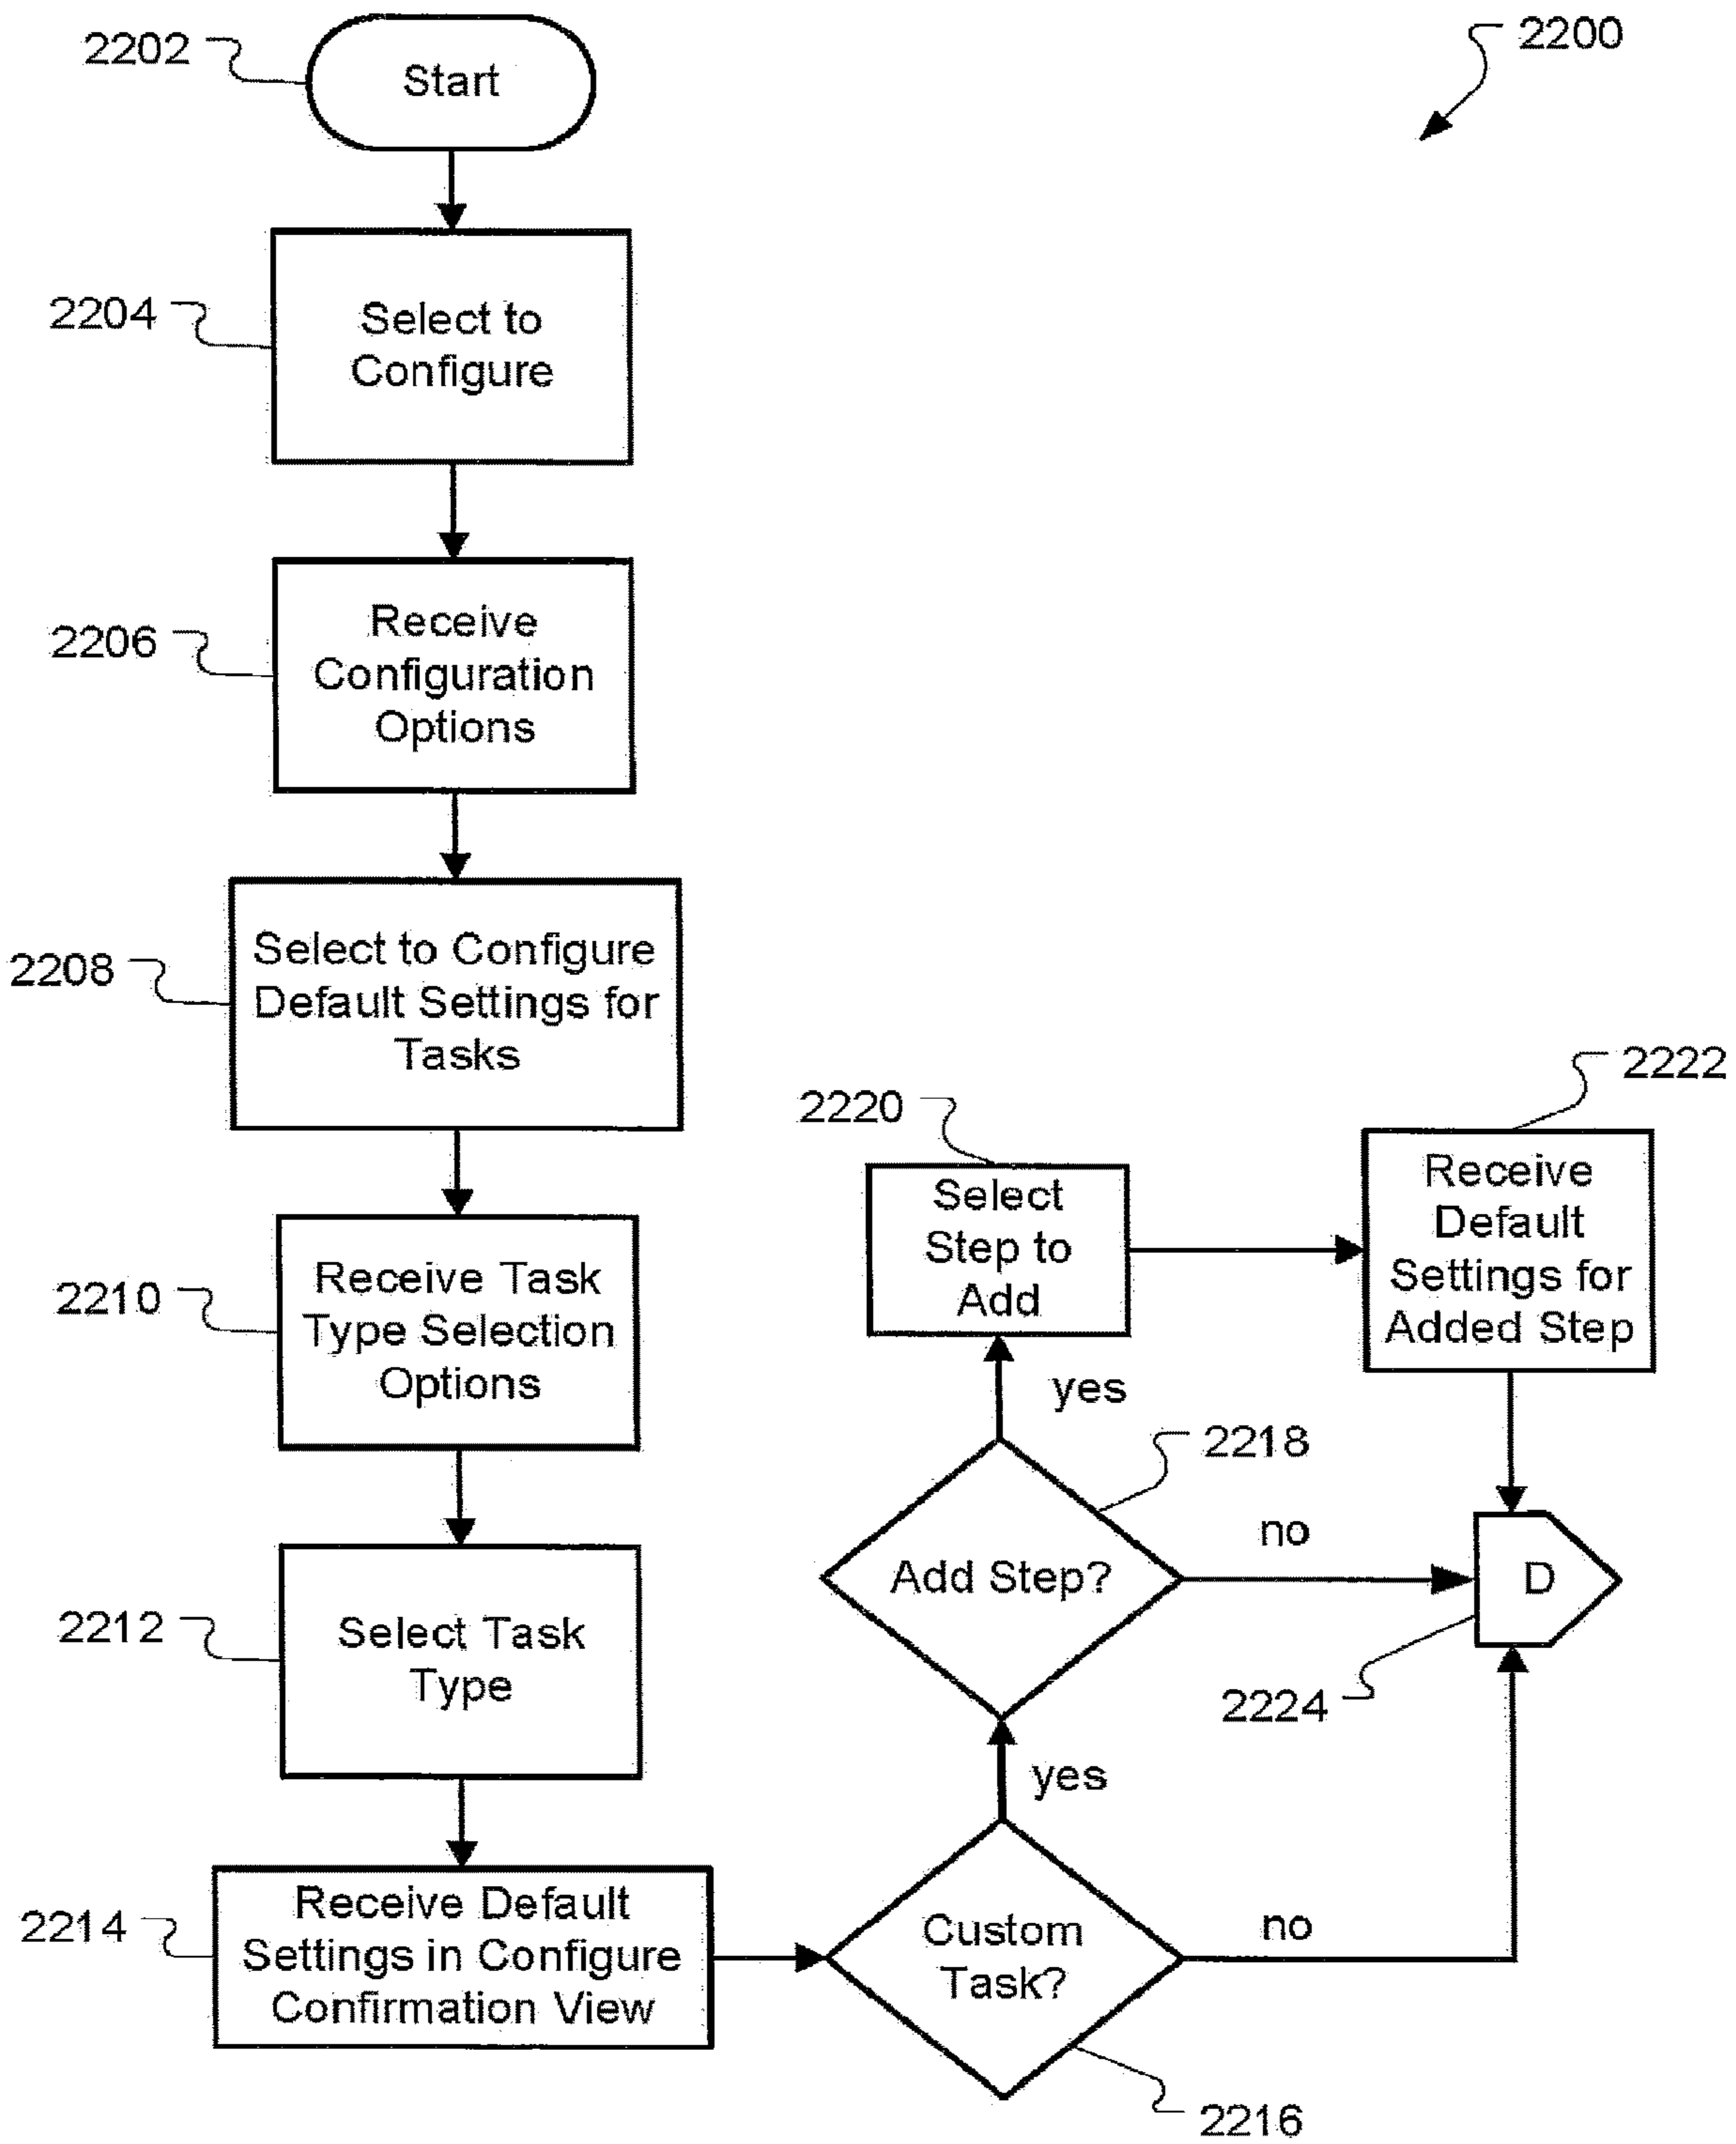 2200
2202
Start
2204
Select to
Configure
2206
Receive
Configuration
Options
2208
Select to Configure
Default Settings for
Tasks
2210
Receive Task
Type Selection
Options
2212
Select Task
Type
2214
Receive Default
Settings in Configure
Confirmation View
Custom
Task?
2216
yes
no
Add Step?
2218
yes
no
2220
Select
Step to
Add
2222
Receive
Default
Settings for
Added Step
D
2224